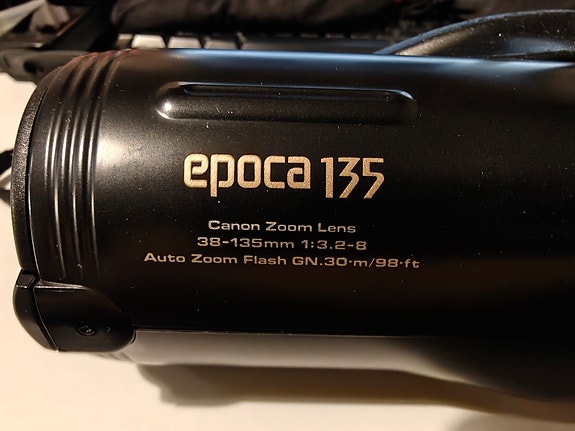 epoca 135
Canon Zoom Lens
38-135mm 1:3.2-8
Auto Zoom Flash GN.30·m/98·ft